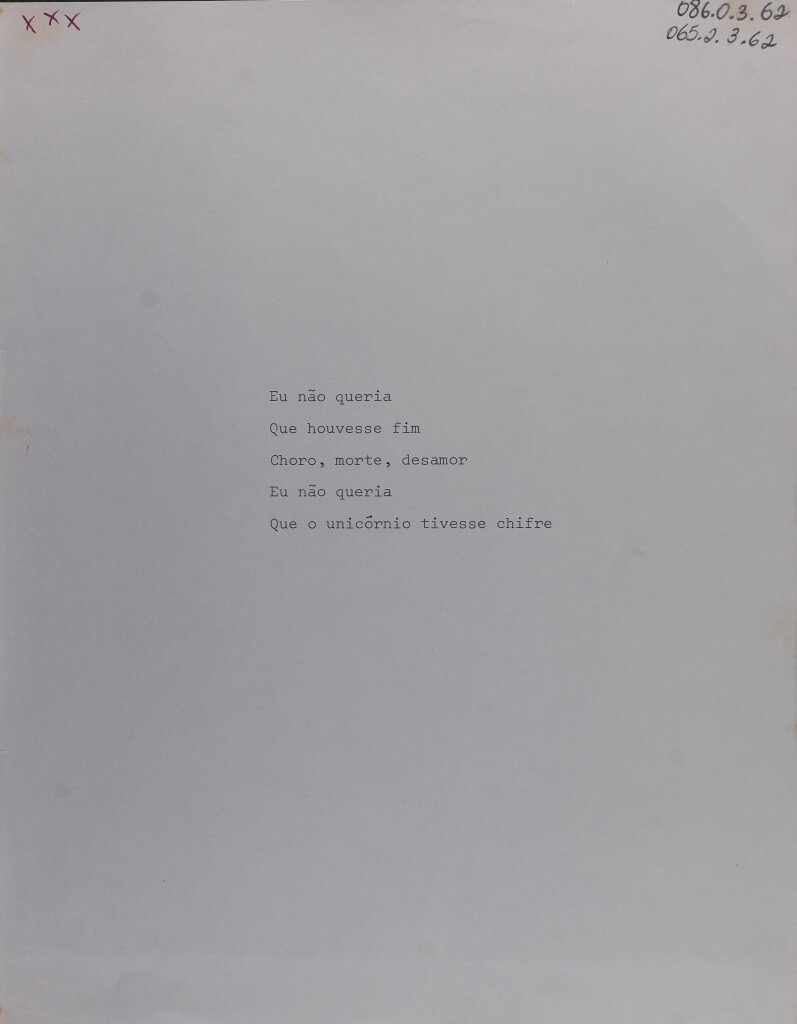 x x x
086.0.3.62
065.2.3.62
Eu não queria
Que houvesse fim
Choro, morte, desamor
Eu não queria
Que o unicórnio tivesse chifre